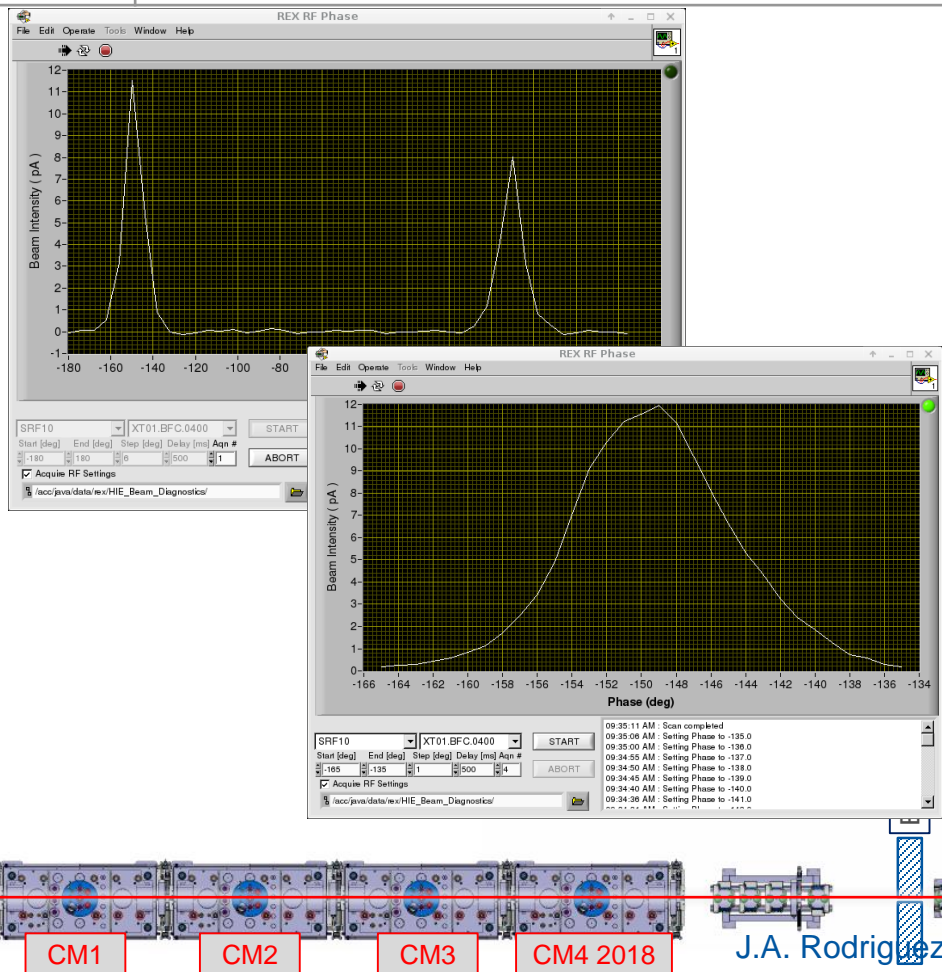 REX RF Phase
File Edit Operate Tools Window Help
1
12
11
10
9
8
7
6
5
4
3
2
1
0
-1
Beam Intensity ( pA )
-180 -160 -140 -120 -100 -80
SRF10 XT01.BFC.0400 START
Start [deg] End [deg] Step [deg] Delay [ms] Aqn #
-180 180 6 500 1 ABORT
Acquire RF Settings
/acc/java/data/rex/HIE_Beam_Diagnostics/
REX RF Phase
File Edit Operate Tools Window Help
1
12
11
10
9
8
7
6
5
4
3
2
1
0
Beam Intensity ( pA )
-166 -164 -162 -160 -158 -156 -154 -152 -150 -148 -146 -144 -142 -140 -138 -136 -134
Phase (deg)
SRF10 XT01.BFC.0400 START
Start [deg] End [deg] Step [deg] Delay [ms] Aqn #
-165 -135 1 500 4 ABORT
Acquire RF Settings
/acc/java/data/rex/HIE_Beam_Diagnostics/
09:35:11 AM : Scan completed
09:35:06 AM : Setting Phase to -135.0
09:35:00 AM : Setting Phase to -136.0
09:34:55 AM : Setting Phase to -137.0
09:34:50 AM : Setting Phase to -138.0
09:34:45 AM : Setting Phase to -139.0
09:34:40 AM : Setting Phase to -140.0
09:34:36 AM : Setting Phase to -141.0
CM1 CM2 CM3 CM4 2018
J.A. Rodriguez